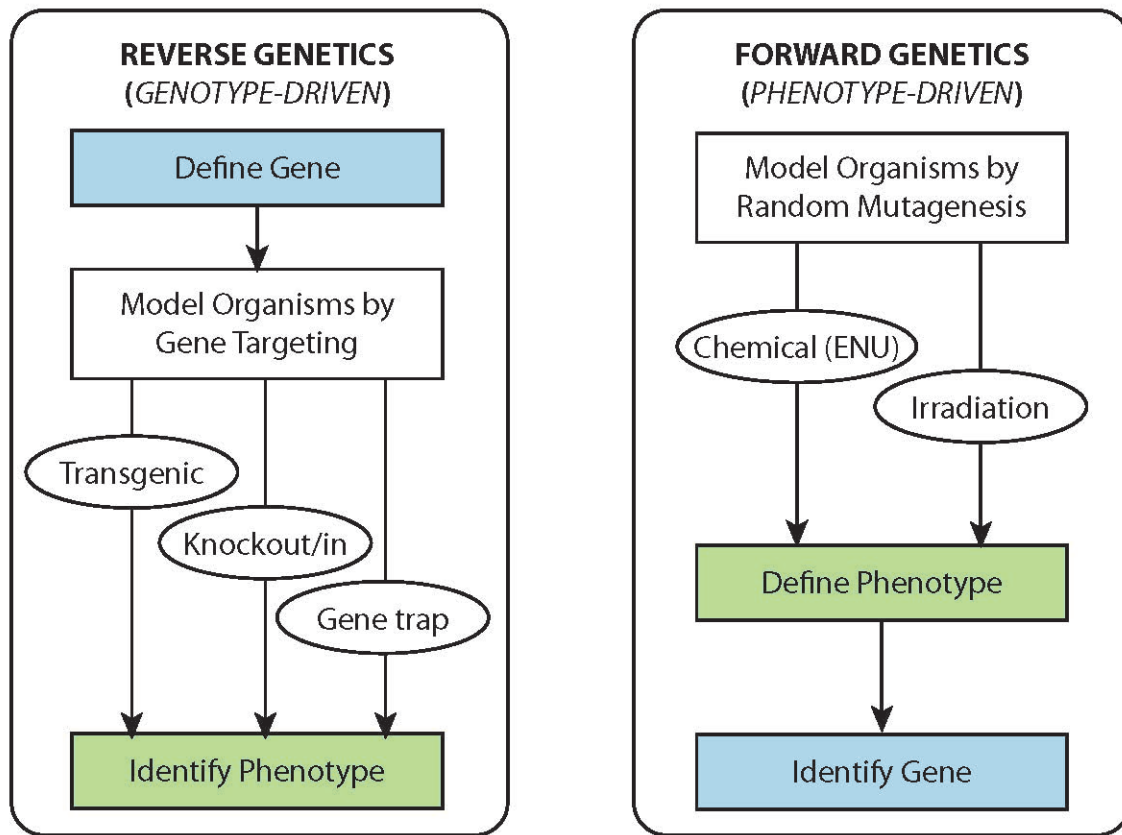 REVERSE GENETICS
(GENOTYPE-DRIVEN)
Define Gene
Model Organisms by
Gene Targeting
Transgenic
Knockout/in
Gene trap
Identify Phenotype
FORWARD GENETICS
(PHENOTYPE-DRIVEN)
Model Organisms by
Random Mutagenesis
Chemical (ENU)
Irradiation
Define Phenotype
Identify Gene